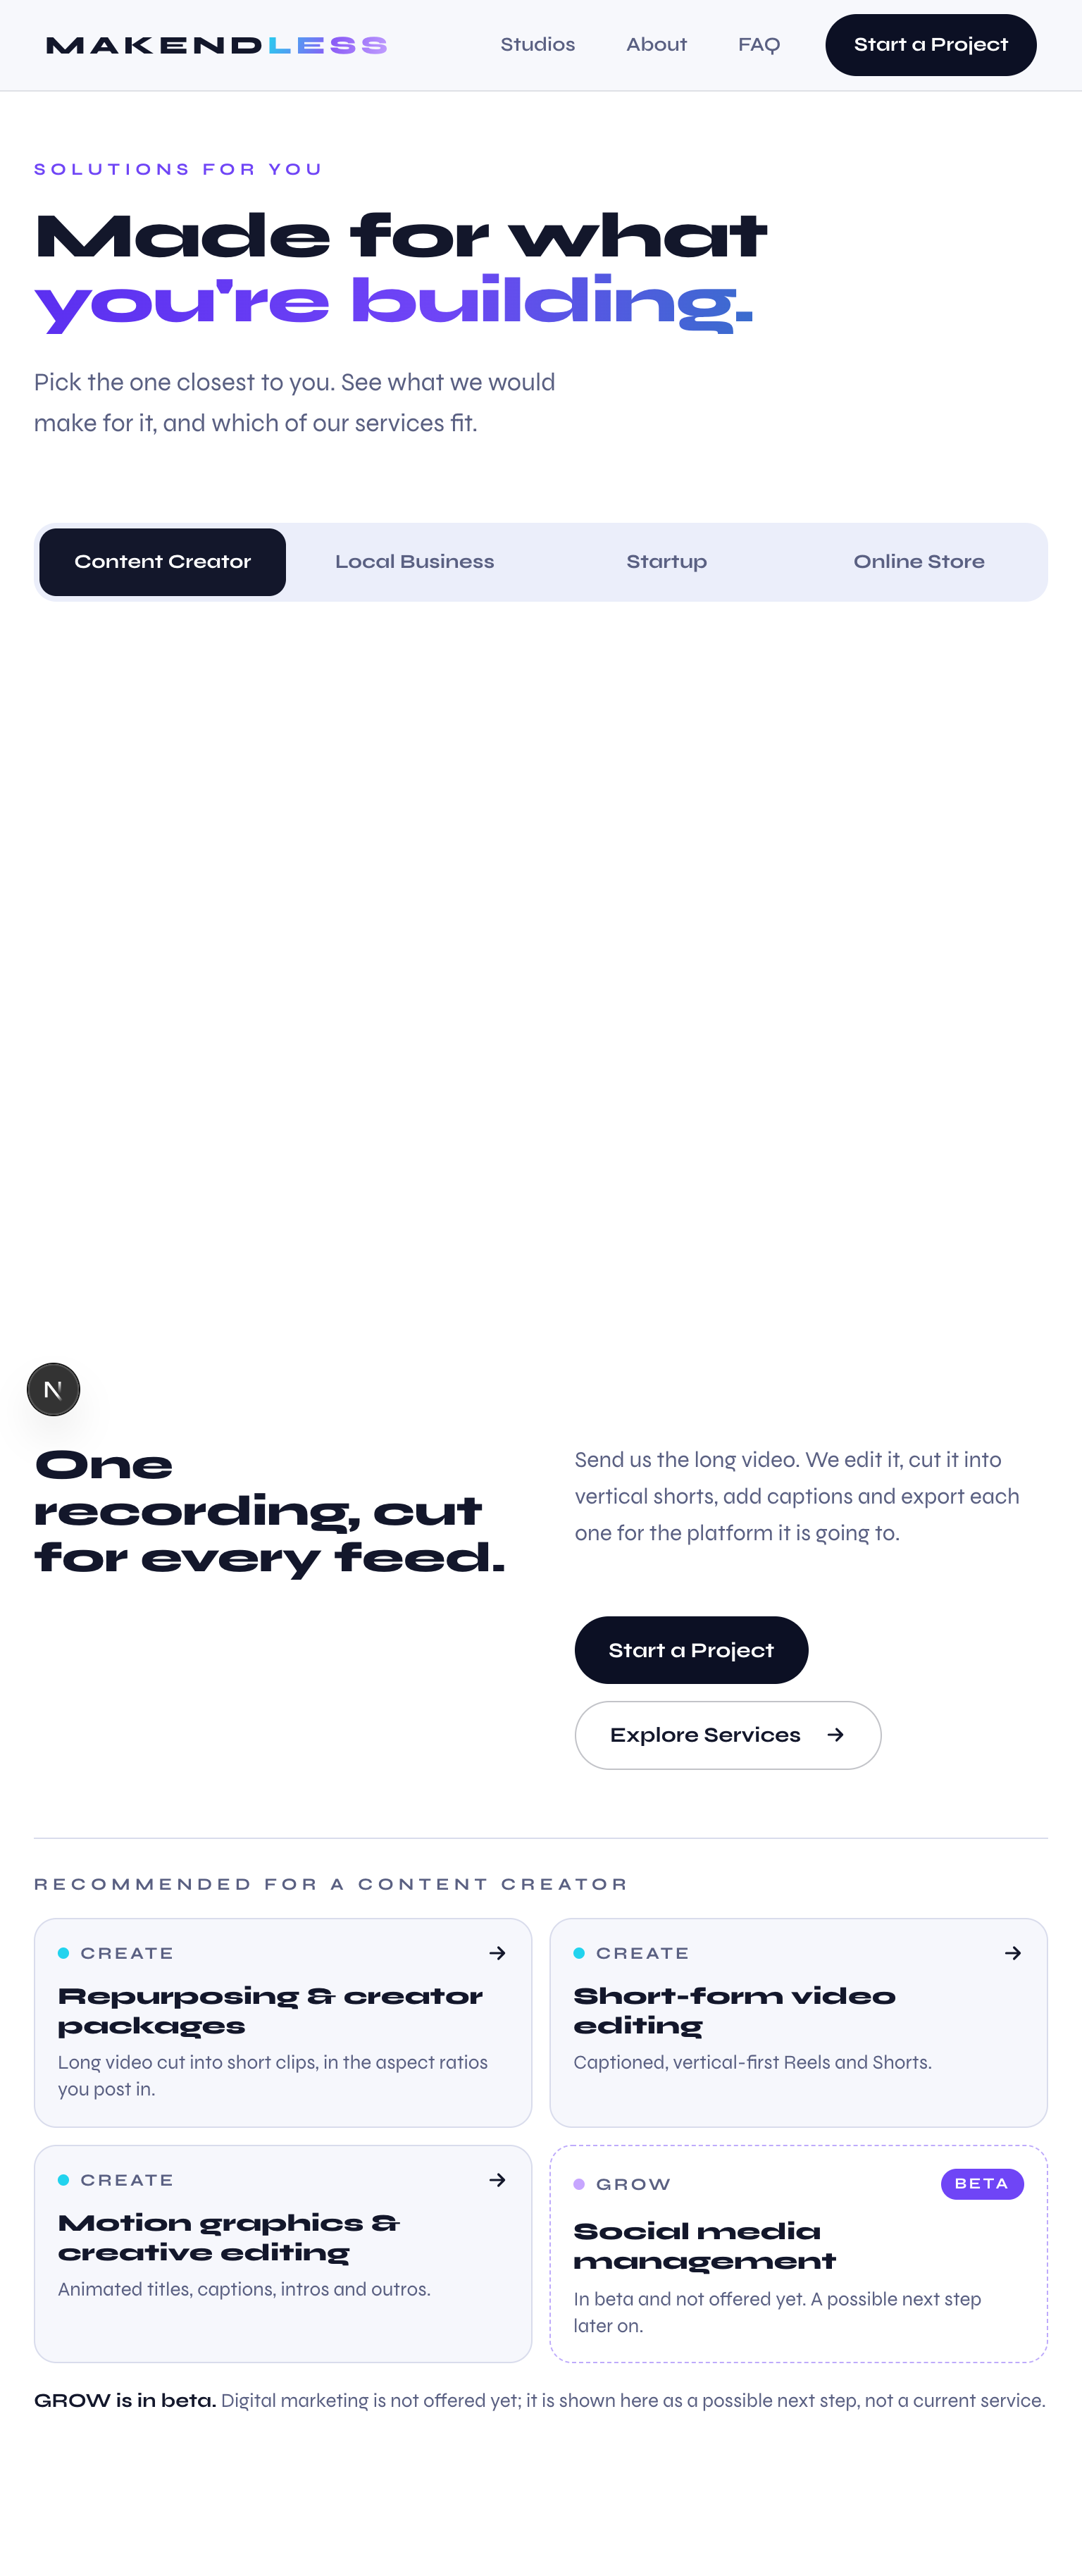 MAKENDLESS
Studios
About
FAQ
Start a Project
SOLUTIONS FOR YOU
Made for what
you're building.
Pick the one closest to you. See what we would
make for it, and which of our services fit.
Content Creator
Local Business
Startup
Online Store
N
One
recording, cut
for every feed.
Send us the long video. We edit it, cut it into
vertical shorts, add captions and export each
one for the platform it is going to.
Start a Project
Explore Services →
RECOMMENDED FOR A CONTENT CREATOR
CREATE →
Repurposing & creator
packages
Long video cut into short clips, in the aspect ratios
you post in.
CREATE →
Short-form video
editing
Captioned, vertical-first Reels and Shorts.
CREATE →
Motion graphics &
creative editing
Animated titles, captions, intros and outros.
GROW
BETA
Social media
management
In beta and not offered yet. A possible next step
later on.
GROW is in beta. Digital marketing is not offered yet; it is shown here as a possible next step, not a current service.